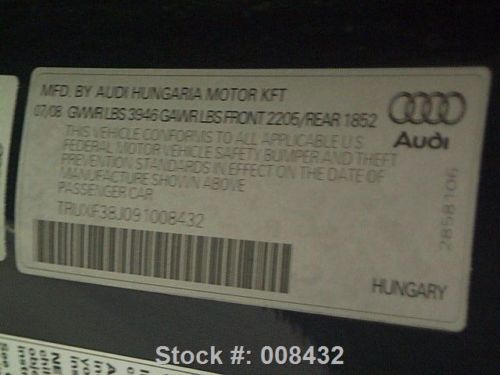 MFD. BY AUDI HUNGARIA MOTOR KFT
07/08 GVWR LBS 3946 GAWR LBS FRONT 2205/REAR 1852
THIS VEHICLE CONFORMS TO ALL APPLICABLE U.S.
FEDERAL MOTOR VEHICLE SAFETY, BUMPER AND THEFT
PREVENTION STANDARDS IN EFFECT ON THE DATE OF
MANUFACTURE SHOWN ABOVE
PASSENGER CAR
TRUXF38J091008432
Audi
2858106
HUNGARY
Stock #: 008432